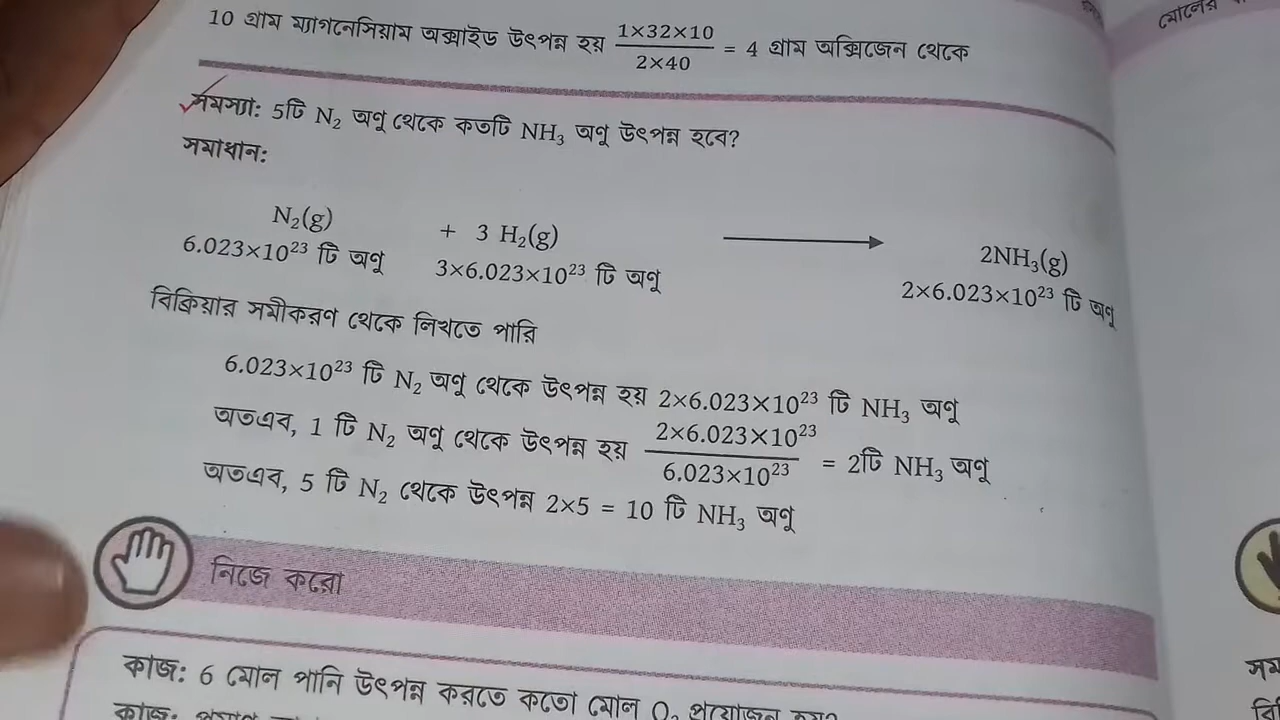 10 গ্রাম ম্যাগনেসিয়াম অক্সাইড উৎপন্ন হয় 1×32×10 / 2×40 = 4 গ্রাম অক্সিজেন থেকে
সমস্যা: 5টি N₂ অণু থেকে কতটি NH₃ অণু উৎপন্ন হবে?
সমাধান:
N₂(g) + 3 H₂(g) ⟶ 2NH₃(g)
6.023×10²³ টি অণু 3×6.023×10²³ টি অণু 2×6.023×10²³ টি অণু
বিক্রিয়ার সমীকরণ থেকে লিখতে পারি
6.023×10²³ টি N₂ অণু থেকে উৎপন্ন হয় 2×6.023×10²³ টি NH₃ অণু
অতএব, 1 টি N₂ অণু থেকে উৎপন্ন হয় 2×6.023×10²³ / 6.023×10²³ = 2টি NH₃ অণু
অতএব, 5 টি N₂ থেকে উৎপন্ন 2×5 = 10 টি NH₃ অণু
নিজে করো
কাজ: 6 মোল পানি উৎপন্ন করতে কতো মোল O₂ প্রয়োজন হয়?
কাজ:
মোলের